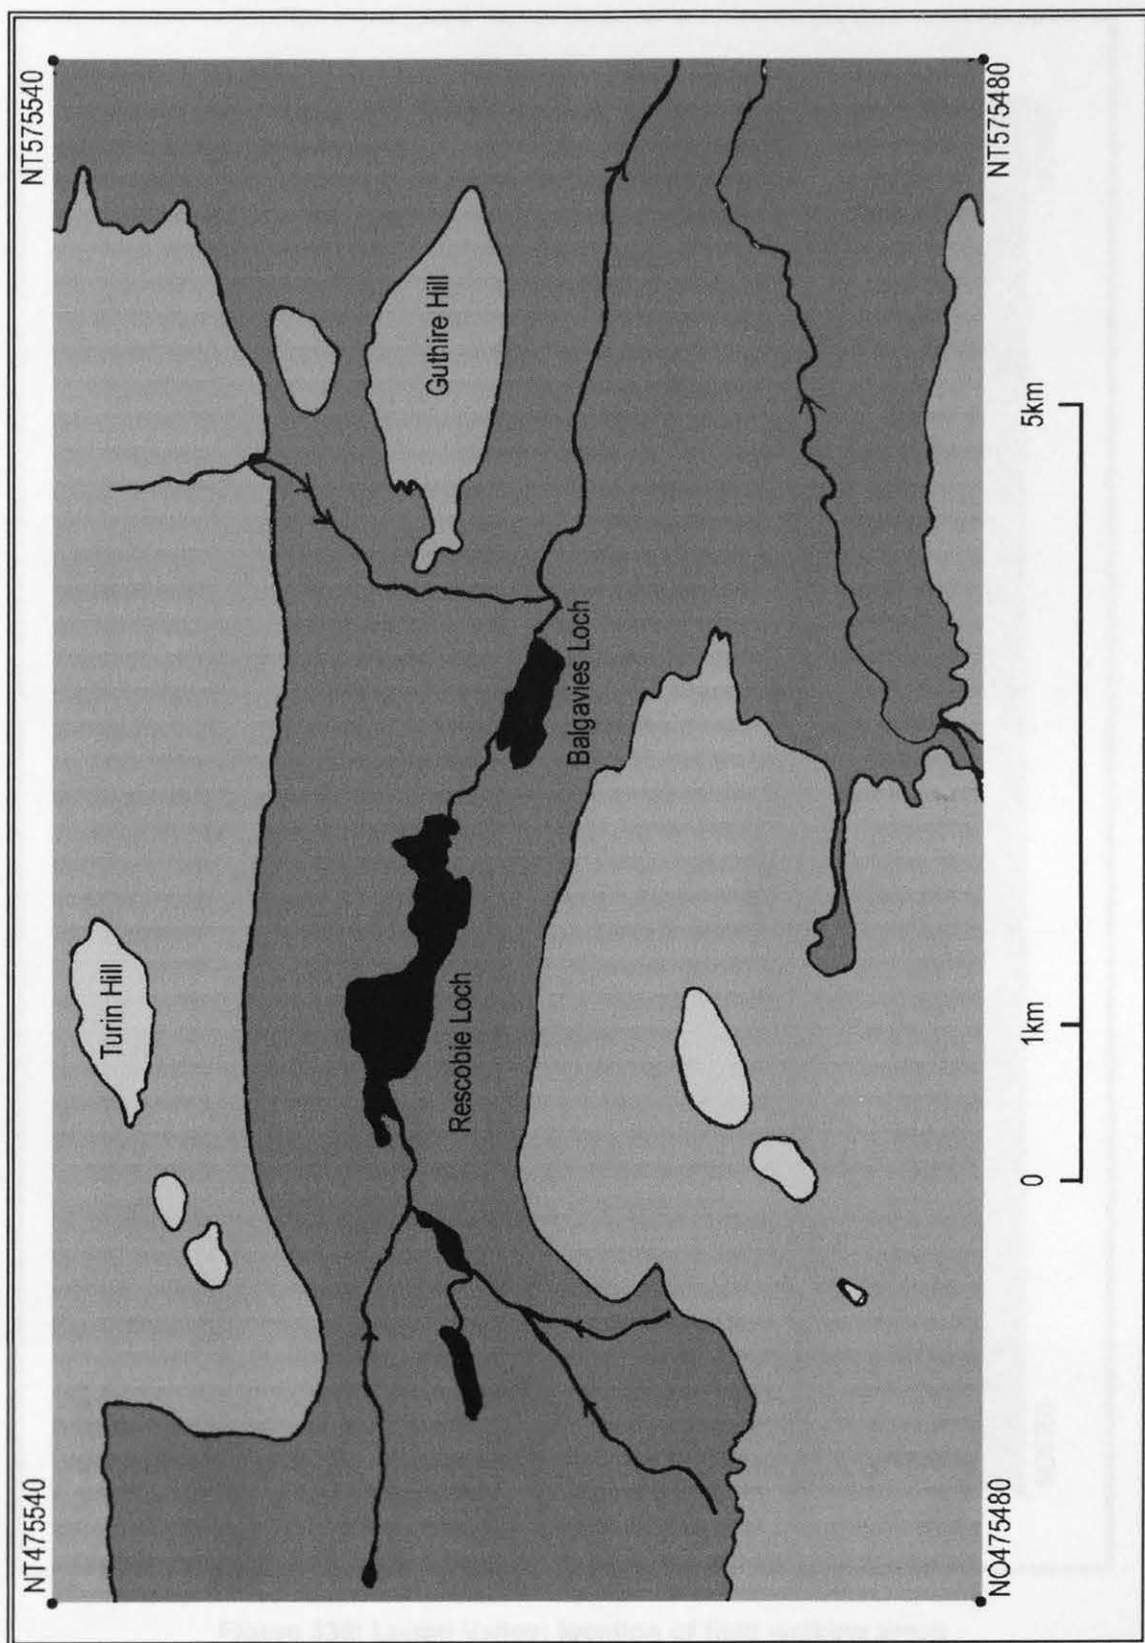 NT475540
NT575540
Turin Hill
Guthire Hill
Rescobie Loch
Balgavies Loch
NO475480
NT575480
0
1km
5km